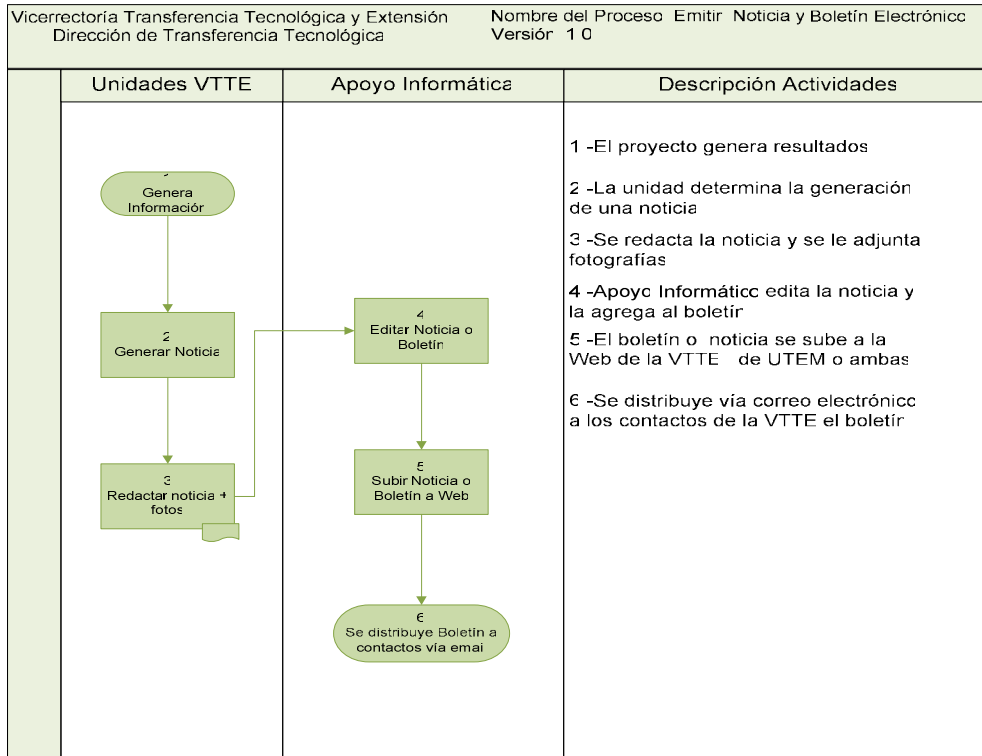 Vicerrectoría Transferencia Tecnológica y Extensión
Dirección de Transferencia Tecnológica
Nombre del Proceso Emitir Noticia y Boletín Electrónico
Versión 1 0
Unidades VTTE
Apoyo Informática
Descripción Actividades
Genera
Información
2
Generar Noticia
3
Redactar noticia +
fotos
4
Editar Noticia o
Boletín
5
Subir Noticia o
Boletín a Web
6
Se distribuye Boletín a
contactos vía emai
1 -El proyecto genera resultados
2 -La unidad determina la generación
de una noticia
3 -Se redacta la noticia y se le adjunta
fotografías
4 -Apoyo Informático edita la noticia y
la agrega al boletín
5 -El boletín o noticia se sube a la
Web de la VTTE de UTEM o ambas
6 -Se distribuye vía correo electrónico
a los contactos de la VTTE el boletín